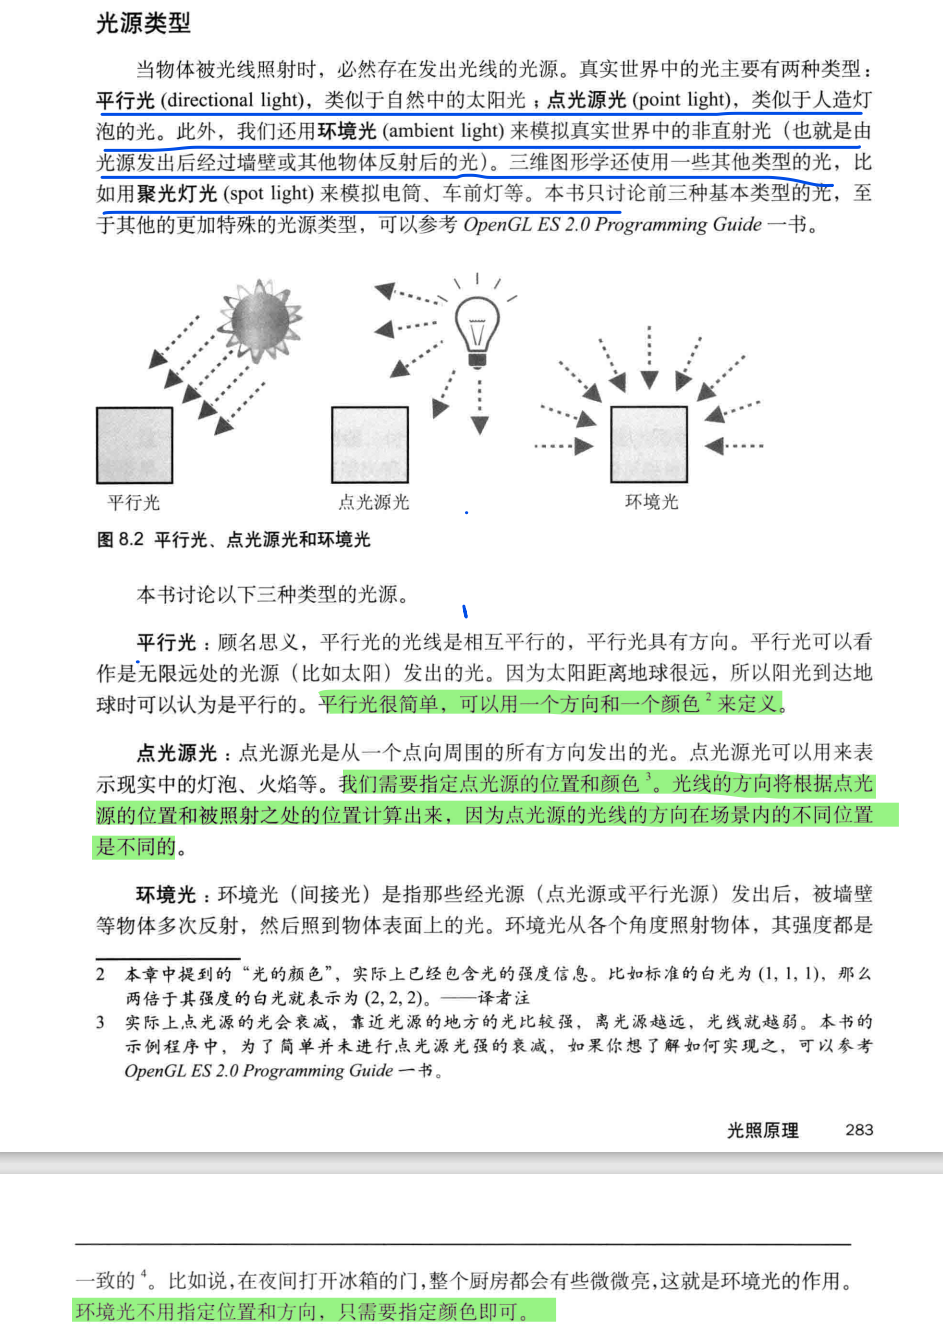 光源类型
当物体被光线照射时，必然存在发出光线的光源。真实世界中的光主要有两种类型：
平行光 (directional light)，类似于自然中的太阳光；点光源光 (point light)，类似于人造灯
泡的光。此外，我们还用环境光 (ambient light) 来模拟真实世界中的非直射光（也就是由
光源发出后经过墙壁或其他物体反射后的光）。三维图形学还使用一些其他类型的光，比
如用聚光灯光 (spot light) 来模拟电筒、车前灯等。本书只讨论前三种基本类型的光，至
于其他的更加特殊的光源类型，可以参考 OpenGL ES 2.0 Programming Guide 一书。
平行光 点光源光 环境光
图 8.2 平行光、点光源光和环境光
本书讨论以下三种类型的光源。
平行光：顾名思义，平行光的光线是相互平行的，平行光具有方向。平行光可以看
作是无限远处的光源（比如太阳）发出的光。因为太阳距离地球很远，所以阳光到达地
球时可以认为是平行的。平行光很简单，可以用一个方向和一个颜色 2 来定义。
点光源光：点光源光是从一个点向周围的所有方向发出的光。点光源光可以用来表
示现实中的灯泡、火焰等。我们需要指定点光源的位置和颜色 3。光线的方向将根据点光
源的位置和被照射之处的位置计算出来，因为点光源的光线的方向在场景内的不同位置
是不同的。
环境光：环境光（间接光）是指那些经光源（点光源或平行光源）发出后，被墙壁
等物体多次反射，然后照到物体表面上的光。环境光从各个角度照射物体，其强度都是
2 本章中提到的“光的颜色”，实际上已经包含光的强度信息。比如标准的白光为 (1, 1, 1)，那么
两倍于其强度的白光就表示为 (2, 2, 2)。——译者注
3 实际上点光源的光会衰减，靠近光源的地方的光比较强，离光源越远，光线就越弱。本书的
示例程序中，为了简单并未进行点光源光强的衰减，如果你想了解如何实现之，可以参考
OpenGL ES 2.0 Programming Guide 一书。
光照原理 283
一致的 4。比如说，在夜间打开冰箱的门，整个厨房都会有些微微亮，这就是环境光的作用。
环境光不用指定位置和方向，只需要指定颜色即可。